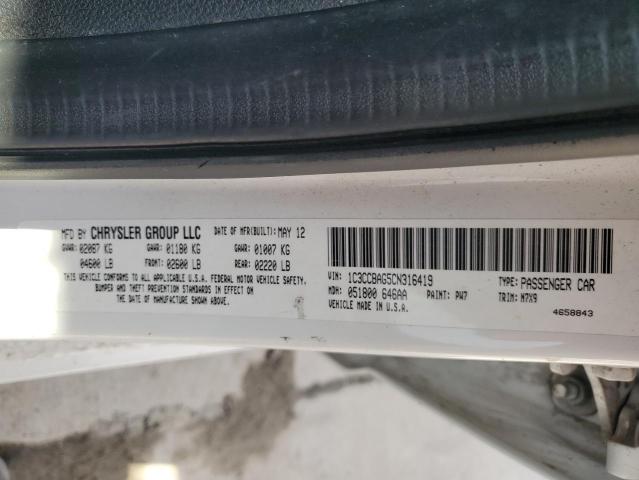 MFD BY CHRYSLER GROUP LLC DATE OF MFR(BUILT): MAY 12
GVWR: 02087 KG GAWR: 01180 KG GAWR: 01007 KG
04600 LB FRONT: 02600 LB REAR: 02220 LB
THIS VEHICLE CONFORMS TO ALL APPLICABLE U.S.A. FEDERAL MOTOR VEHICLE SAFETY,
BUMPER AND THEFT PREVENTION STANDARDS IN EFFECT
ON THE DATE OF MANUFACTURE SHOWN ABOVE.
VIN: 1C3CCBAG5CN316419 TYPE: PASSENGER CAR
MDH: 051800 646AA PAINT: PW7 TRIM: M7X9
VEHICLE MADE IN U.S.A. 4658843